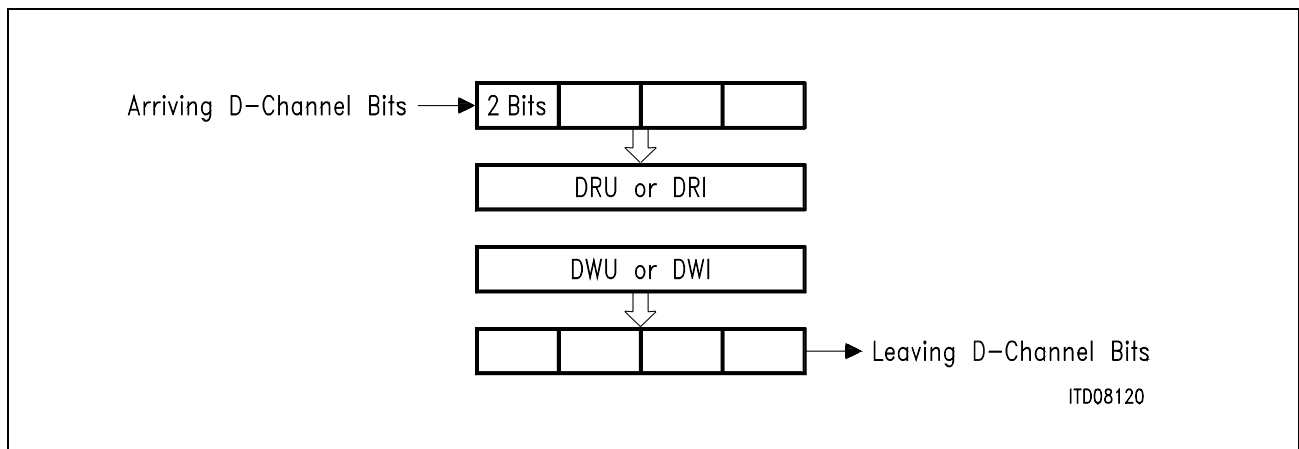 Arriving D-Channel Bits
2 Bits
DRU or DRI
DWU or DWI
Leaving D-Channel Bits
ITD08120